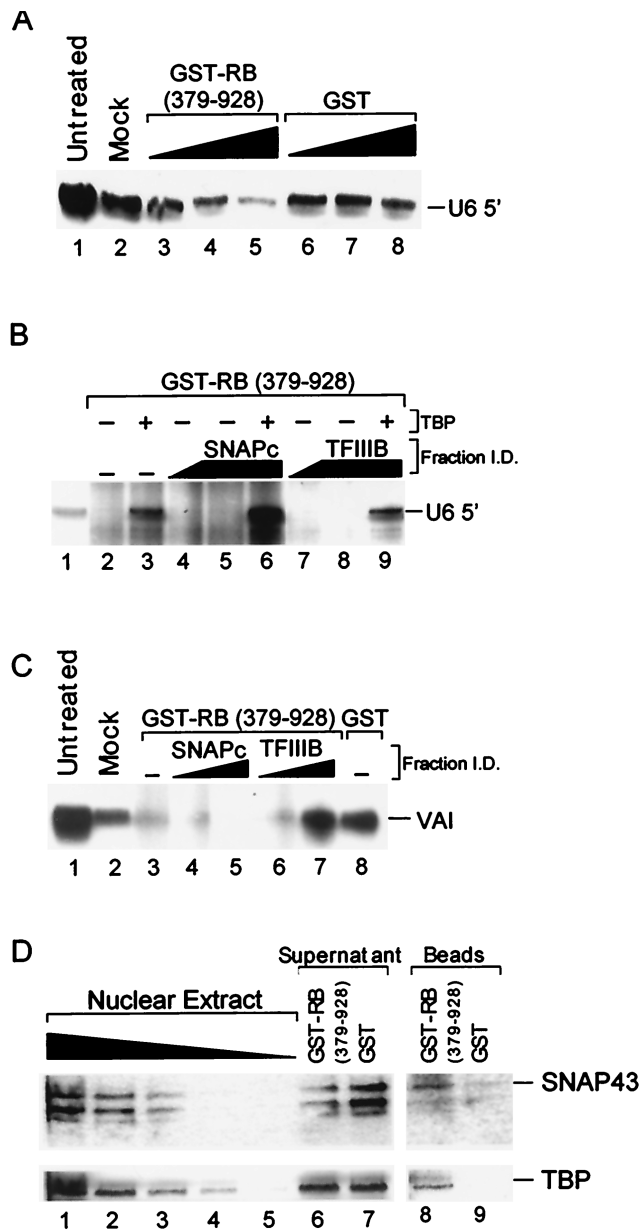 A
Untreated
Mock
GST-RB
(379-928)
GST
U6 5'
1 2 3 4 5 6 7 8
B
GST-RB (379-928)
– + – – + – – +
TBP
SNAPc
TFIIIB
Fraction I.D.
– –
U6 5'
1 2 3 4 5 6 7 8 9
C
Untreated
Mock
GST-RB (379-928)
GST
SNAPc
TFIIIB
Fraction I.D.
– –
VAI
1 2 3 4 5 6 7 8
D
Supernatant
Beads
Nuclear Extract
GST-RB
(379-928)
GST
GST-RB
(379-928)
GST
SNAP43
TBP
1 2 3 4 5 6 7 8 9